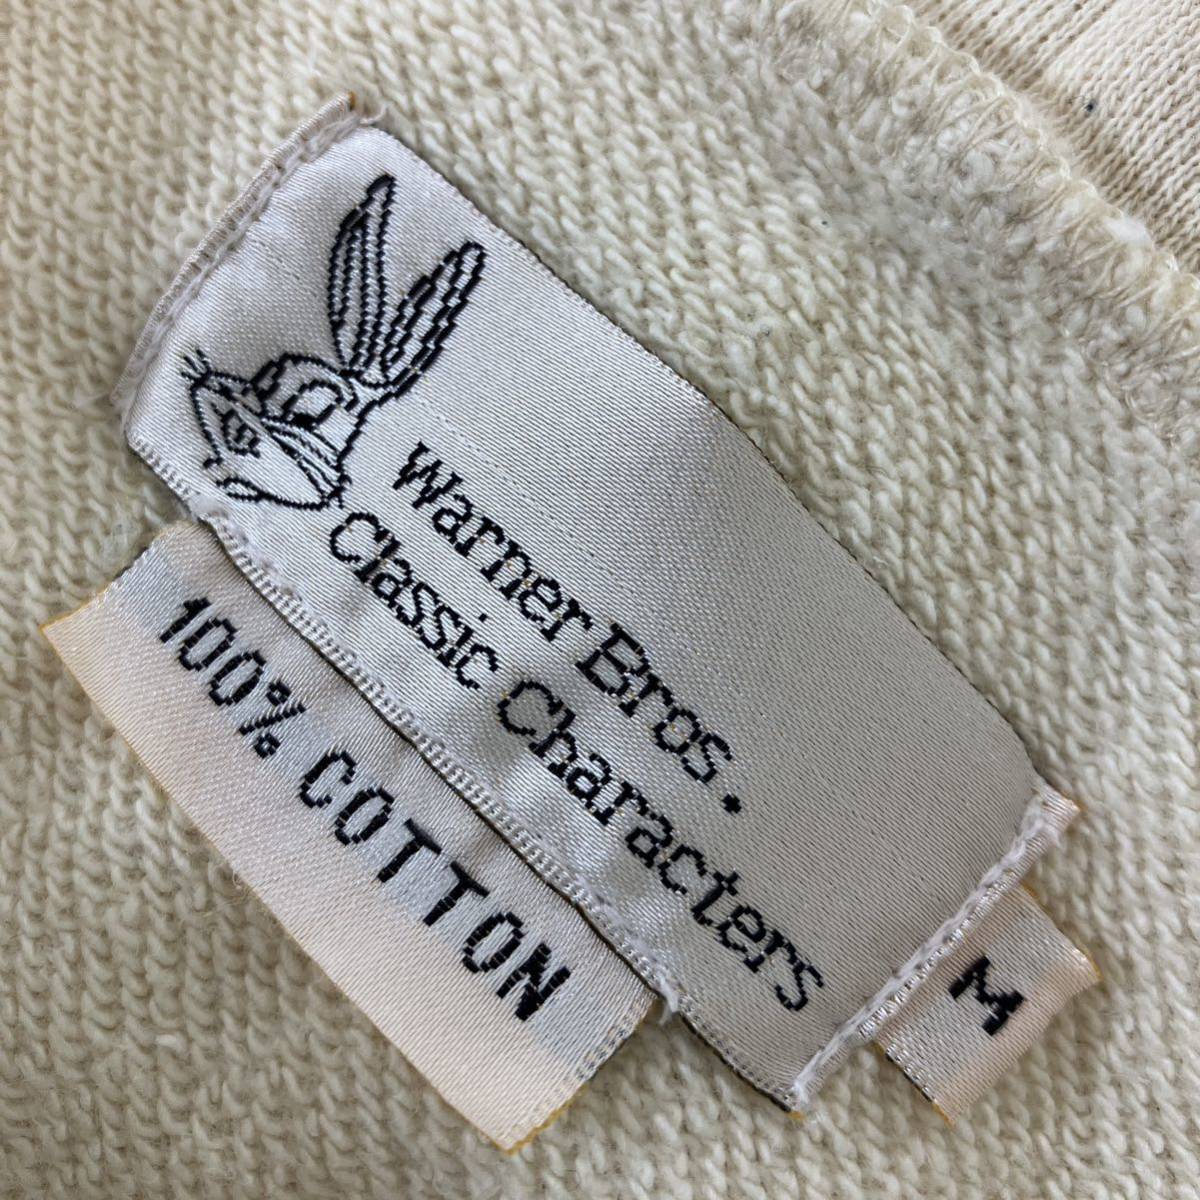 Warner Bros.
Classic Characters
100% COTTON
M